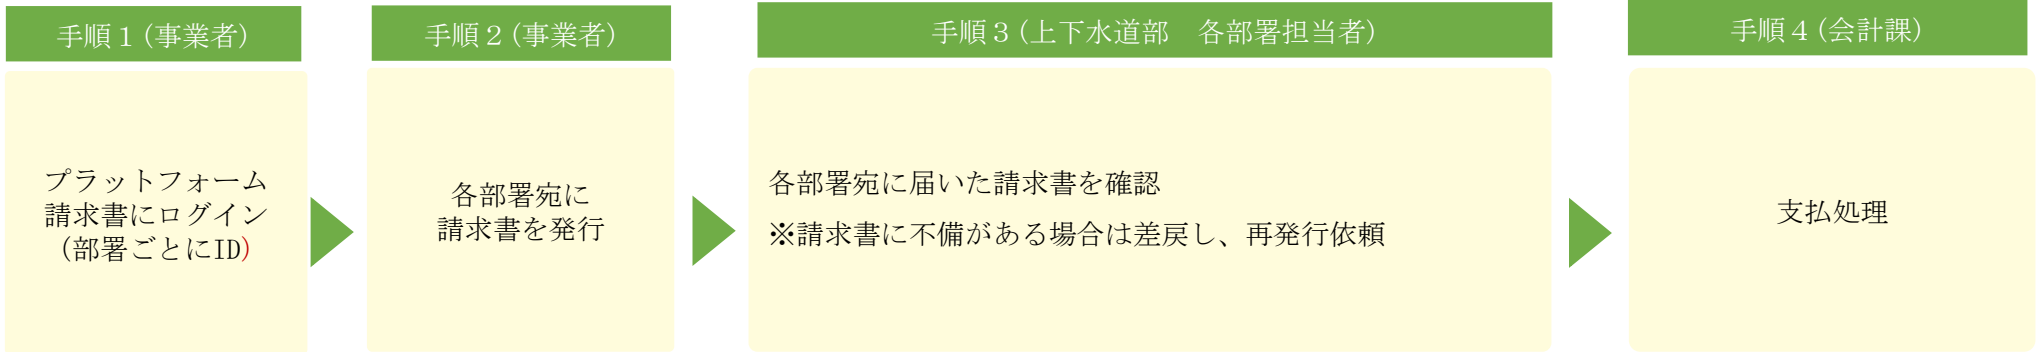 手順１(事業者)
プラットフォーム
請求書にログイン
(部署ごとにID)
手順２(事業者)
各部署宛に
請求書を発行
手順３(上下水道部　各部署担当者)
各部署宛に届いた請求書を確認
※請求書に不備がある場合は差戻し、再発行依頼
手順４(会計課)
支払処理